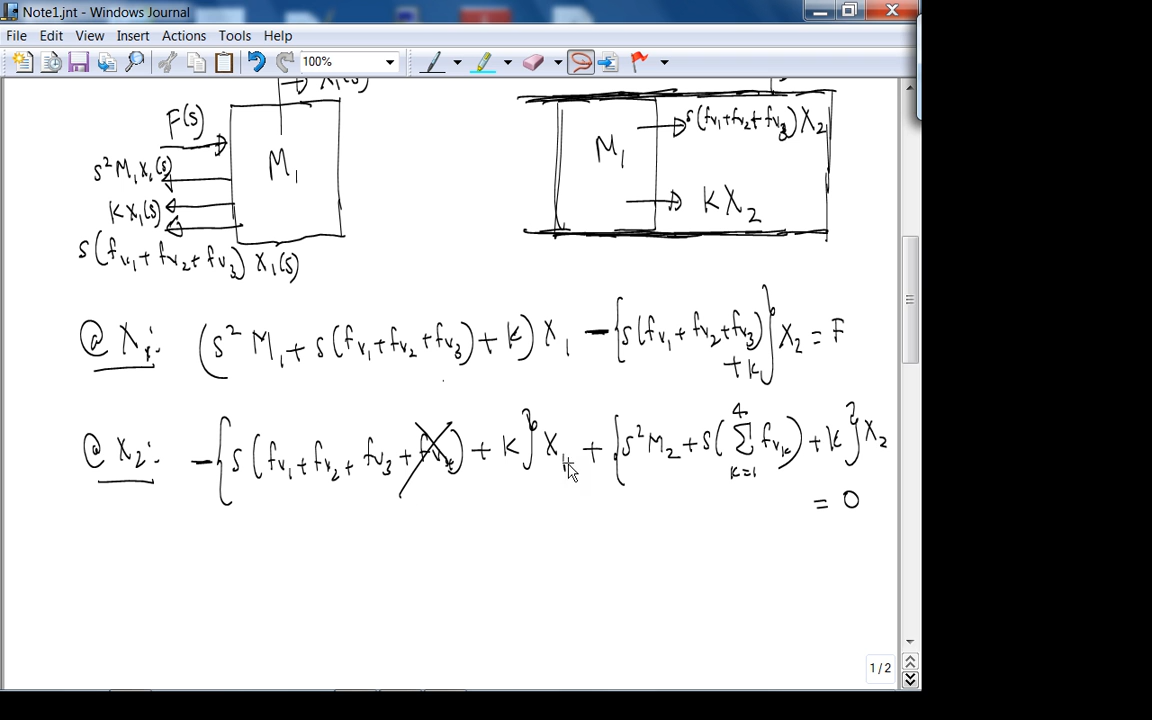 Note1.jnt - Windows Journal
File Edit View Insert Actions Tools Help
100%
X₁(s)
F(s)
s²M₁X₁(s)
KX₁(s)
s(fv₁ + fv₂ + fv₃) X₁(s)
M₁
M₁
s(fv₁+fv₂+fv₃)X₂
KX₂
@ X₁: (s²M₁ + s(fv₁+fv₂+fv₃) + K) X₁ - {s(fv₁+fv₂+fv₃) + K} X₂ = F
@ X₂: - {s(fv₁+fv₂+fv₃+fv₄) + K} X₁ + {s²M₂ + s(∑ k=1 4 fvₖ) + K} X₂
= 0
1/2